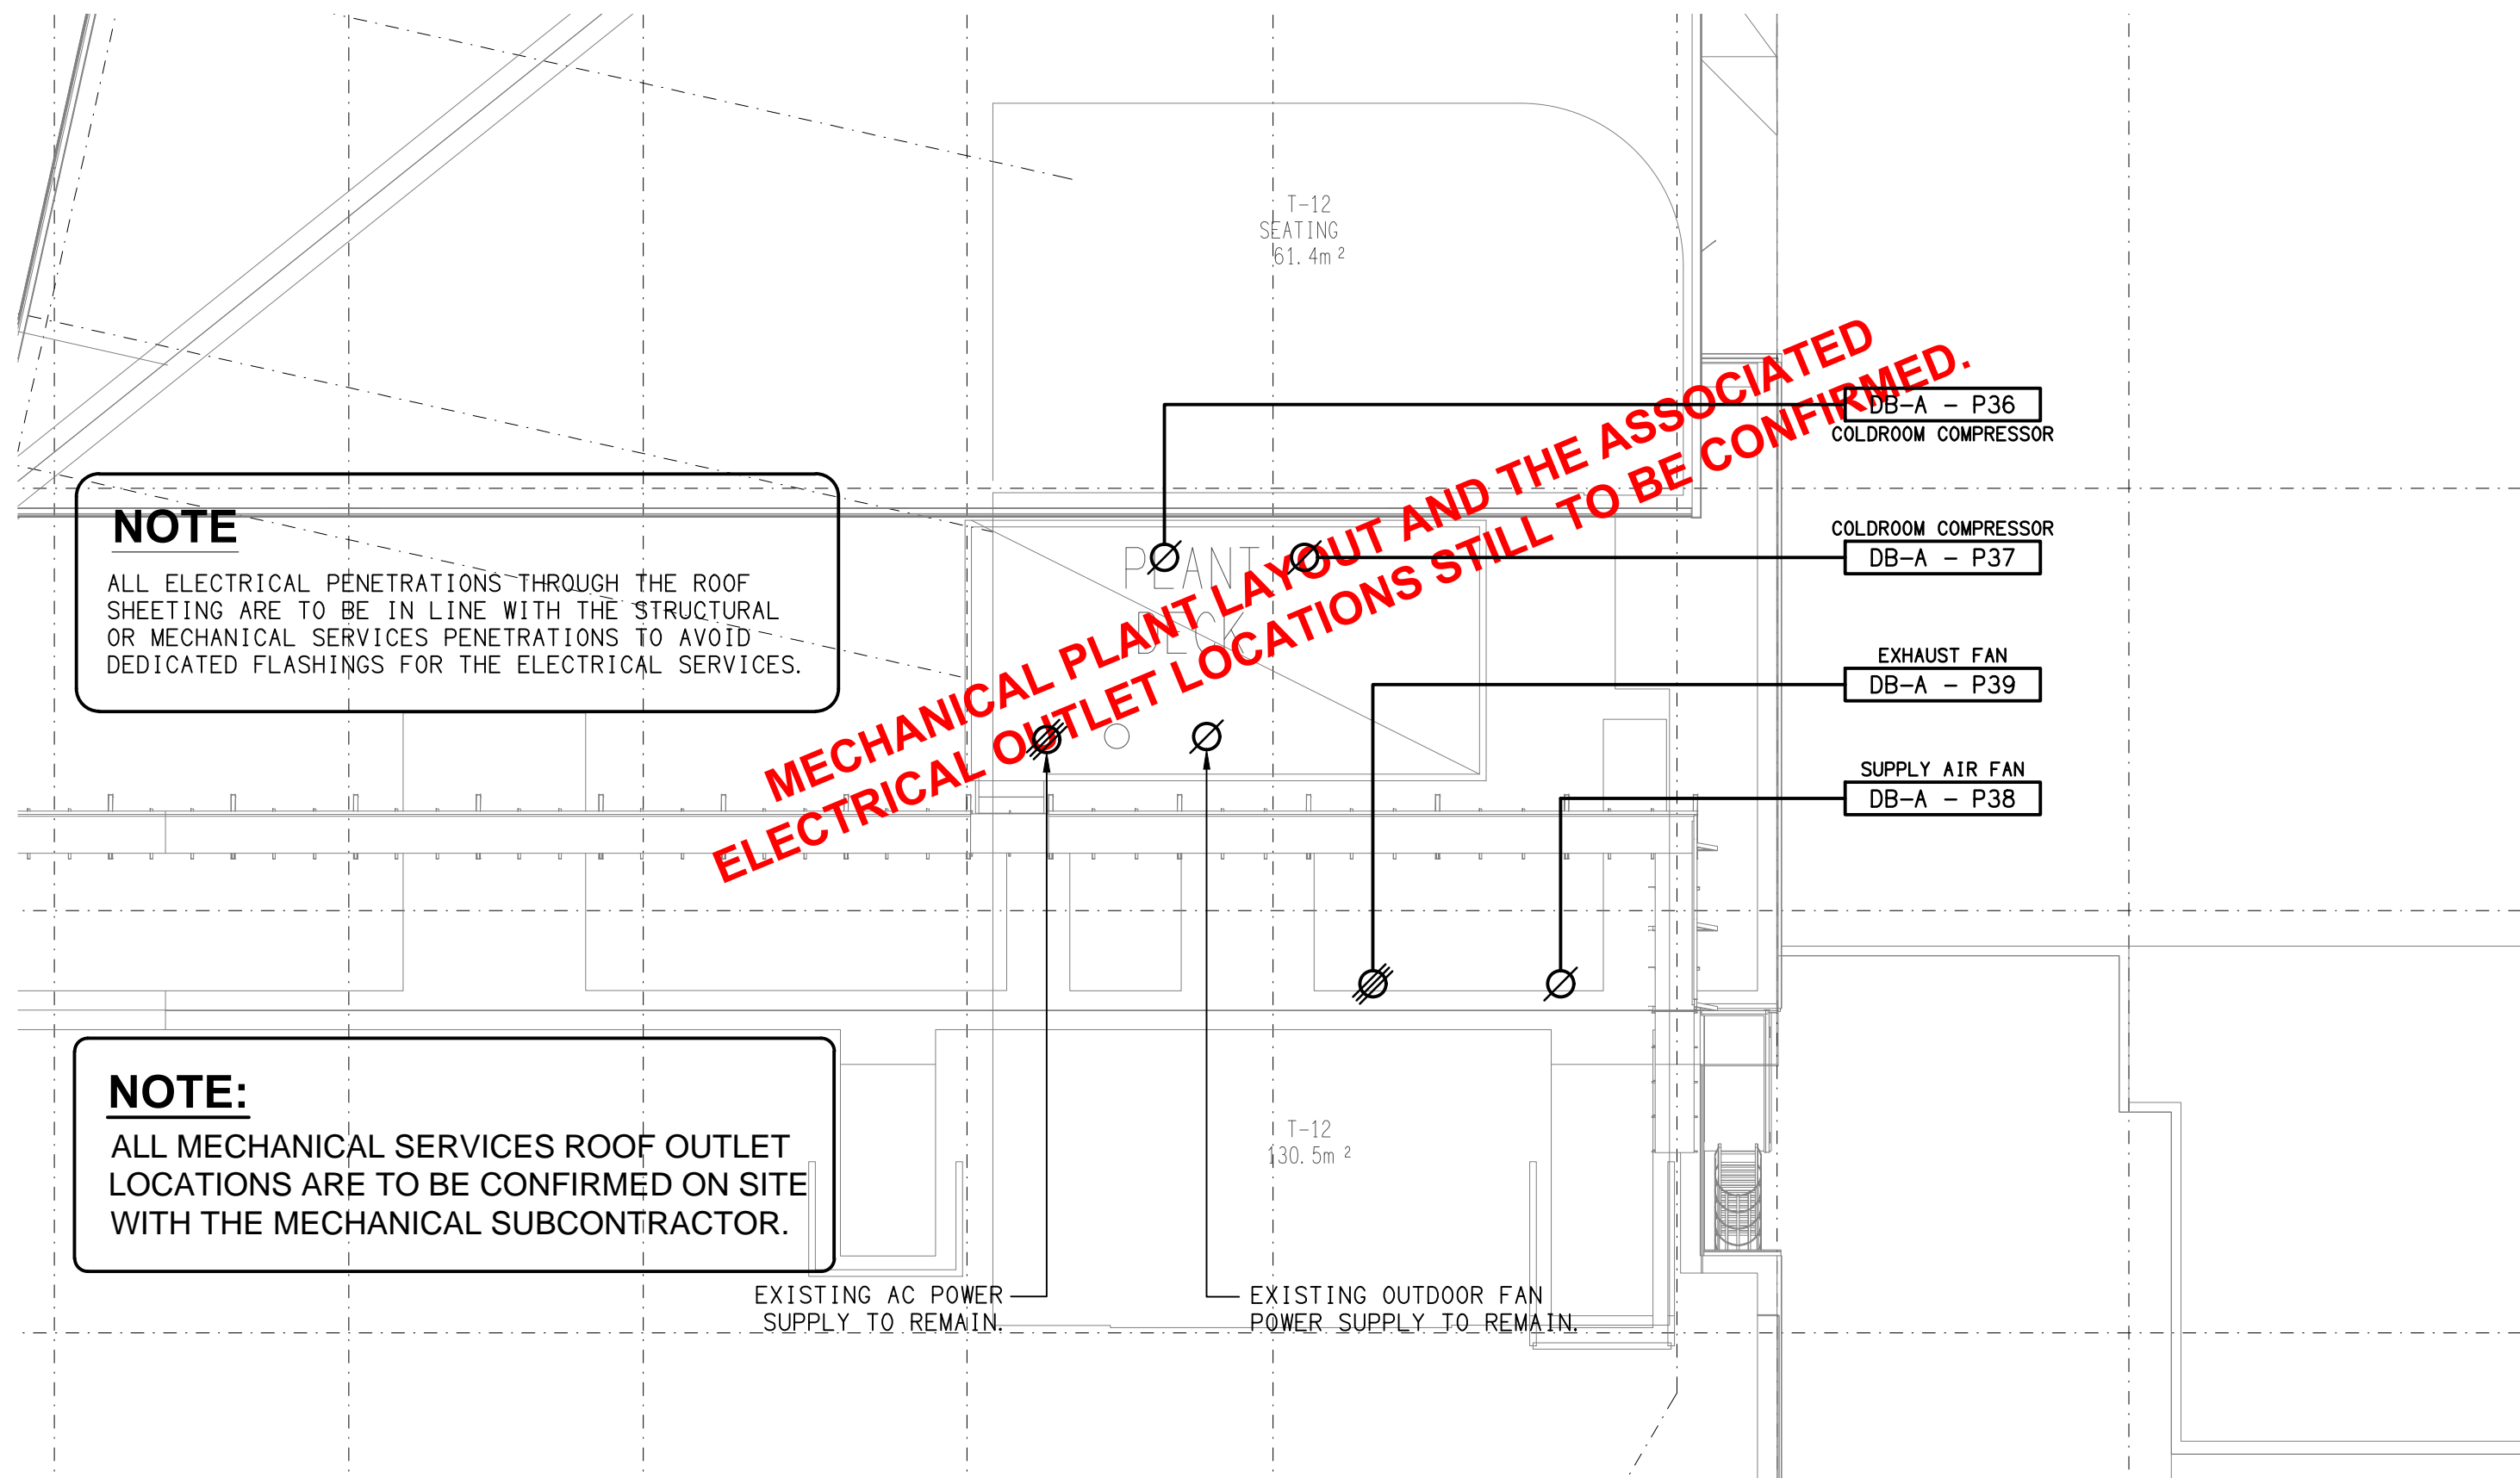 T-12
SEATING
61.4m²
MECHANICAL PLANT LAYOUT AND THE ASSOCIATED
ELECTRICAL OUTLET LOCATIONS STILL TO BE CONFIRMED.
DB-A - P36
COLDROOM COMPRESSOR
COLDROOM COMPRESSOR
DB-A - P37
EXHAUST FAN
DB-A - P39
SUPPLY AIR FAN
DB-A - P38
PLANT
DECK
NOTE
ALL ELECTRICAL PENETRATIONS THROUGH THE ROOF
SHEETING ARE TO BE IN LINE WITH THE STRUCTURAL
OR MECHANICAL SERVICES PENETRATIONS TO AVOID
DEDICATED FLASHINGS FOR THE ELECTRICAL SERVICES.
NOTE:
ALL MECHANICAL SERVICES ROOF OUTLET
LOCATIONS ARE TO BE CONFIRMED ON SITE
WITH THE MECHANICAL SUBCONTRACTOR.
T-12
130.5m²
EXISTING AC POWER
SUPPLY TO REMAIN.
EXISTING OUTDOOR FAN
POWER SUPPLY TO REMAIN.